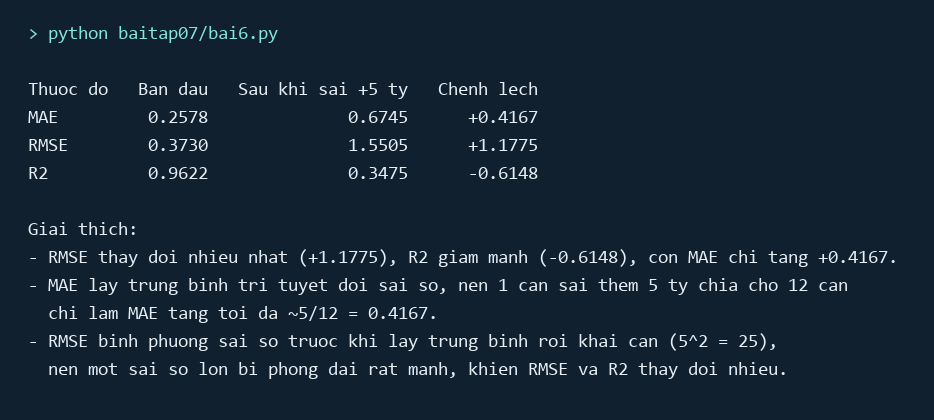 > python baitap07/bai6.py
Thuoc do   Ban dau   Sau khi sai +5 ty   Chenh lech
MAE         0.2578              0.6745      +0.4167
RMSE        0.3730              1.5505      +1.1775
R2          0.9622              0.3475      -0.6148
Giai thich:
- RMSE thay doi nhieu nhat (+1.1775), R2 giam manh (-0.6148), con MAE chi tang +0.4167.
- MAE lay trung binh tri tuyet doi sai so, nen 1 can sai them 5 ty chia cho 12 can
  chi lam MAE tang toi da ~5/12 = 0.4167.
- RMSE binh phuong sai so truoc khi lay trung binh roi khai can (5^2 = 25),
  nen mot sai so lon bi phong dai rat manh, khien RMSE va R2 thay doi nhieu.